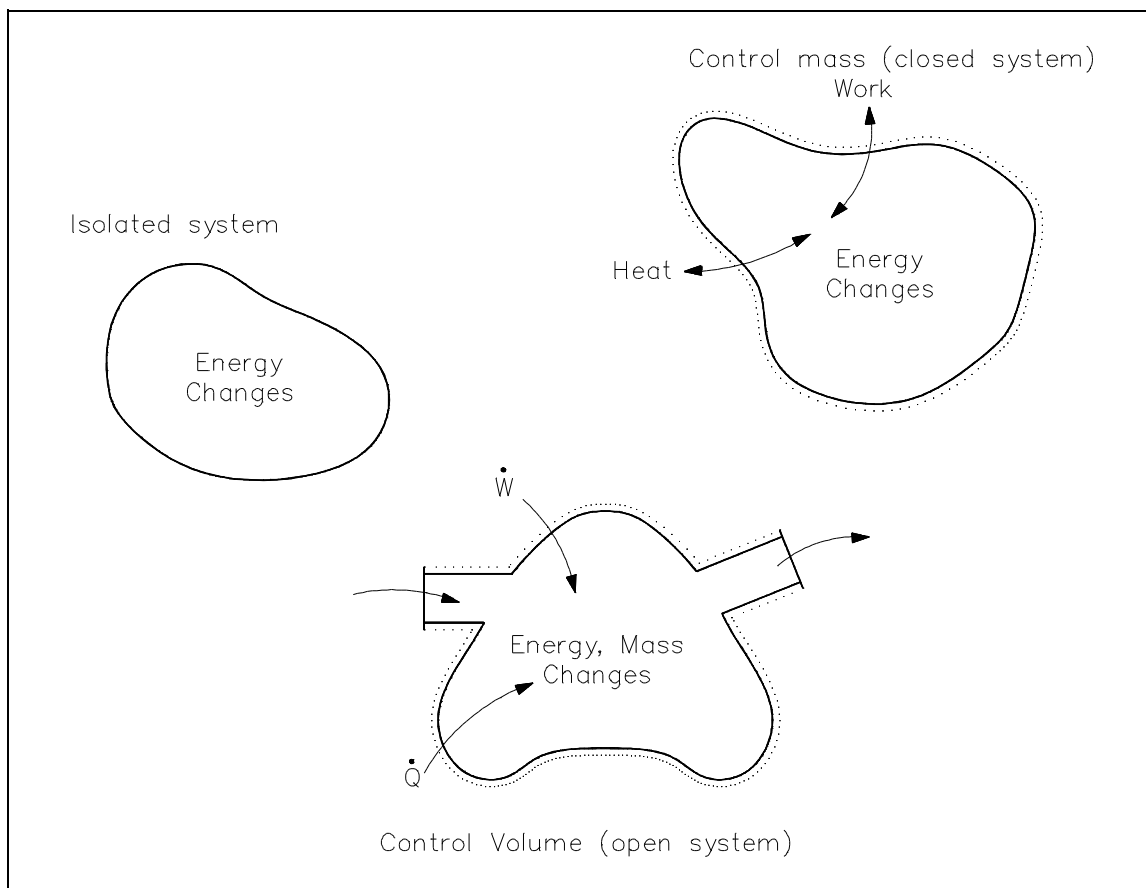 Control mass (closed system)
Work
Isolated system
Heat
Energy
Changes
Energy
Changes
Ẇ
Energy, Mass
Changes
Q̇
Control Volume (open system)